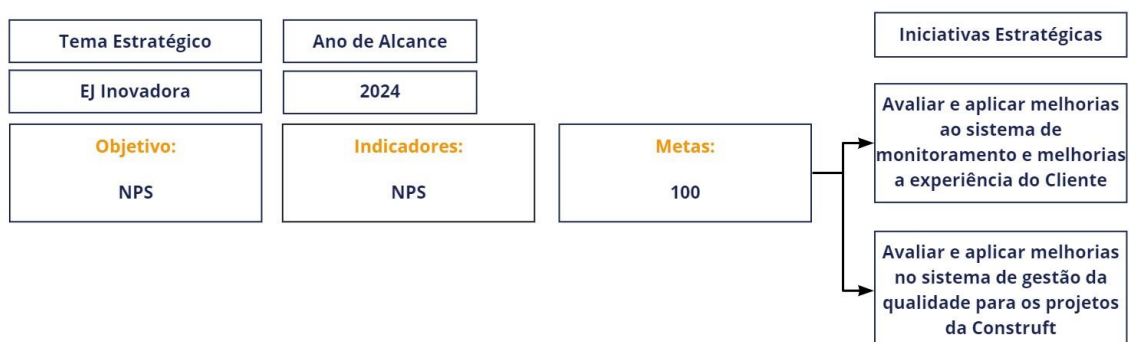 Tema Estratégico
Ano de Alcance
Iniciativas Estratégicas
EJ Inovadora
2024
Objetivo:
NPS
Indicadores:
NPS
Metas:
100
Avaliar e aplicar melhorias
ao sistema de
monitoramento e melhorias
a experiência do Cliente
Avaliar e aplicar melhorias
no sistema de gestão da
qualidade para os projetos
da Construft